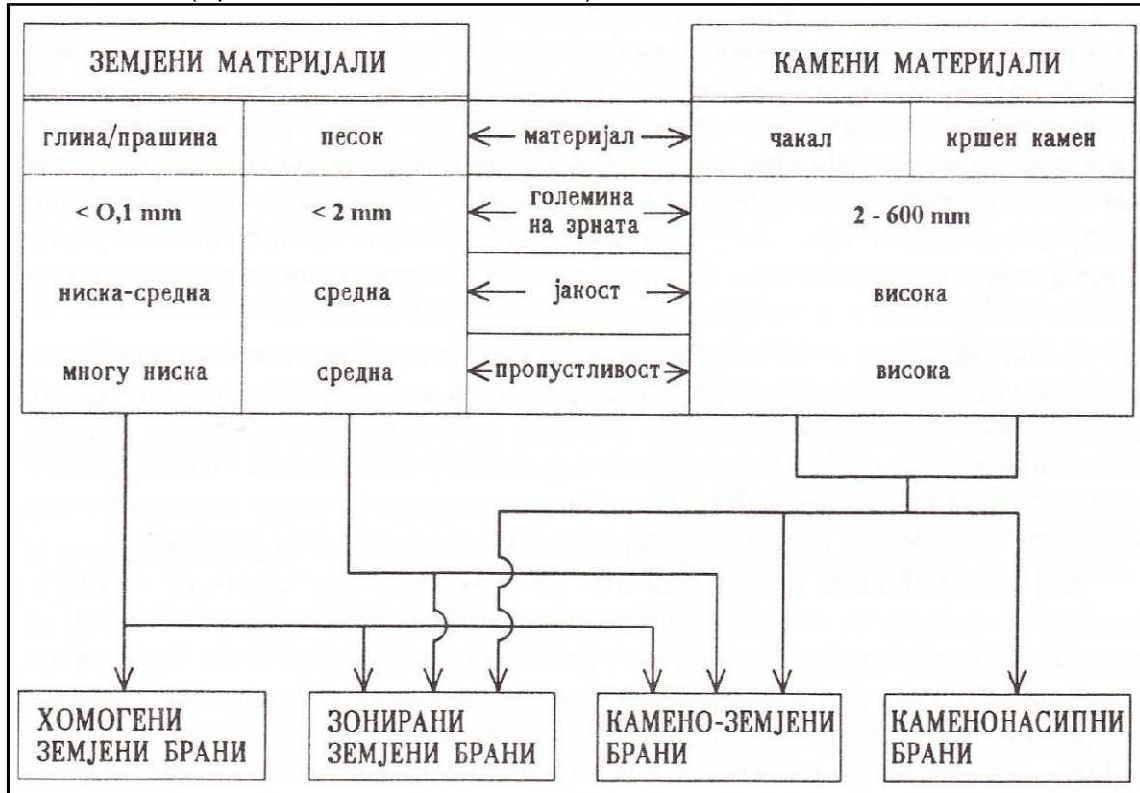 ЗЕМЈЕНИ МАТЕРИЈАЛИ
КАМЕНИ МАТЕРИЈАЛИ
глина/прашина
песок
материјал
чакал
кршен камен
< 0,1 mm
< 2 mm
големина
на зрната
2 - 600 mm
ниска-средна
средна
јакост
висока
многу ниска
средна
пропустливост
висока
ХОМОГЕНИ
ЗЕМЈЕНИ БРАНИ
ЗОНИРАНИ
ЗЕМЈЕНИ БРАНИ
КАМЕНО-ЗЕМЈЕНИ
БРАНИ
КАМЕНОНАСИПНИ
БРАНИ